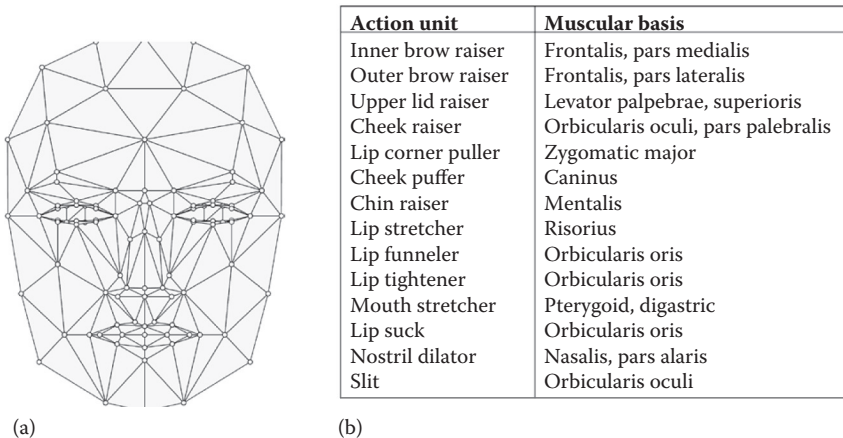 Action unit Muscular basis
Inner brow raiser Frontalis, pars medialis
Outer brow raiser Frontalis, pars lateralis
Upper lid raiser Levator palpebrae, superioris
Cheek raiser Orbicularis oculi, pars palebralis
Lip corner puller Zygomatic major
Cheek puffer Caninus
Chin raiser Mentalis
Lip stretcher Risorius
Lip funneler Orbicularis oris
Lip tightener Orbicularis oris
Mouth stretcher Pterygoid, digastric
Lip suck Orbicularis oris
Nostril dilator Nasalis, pars alaris
Slit Orbicularis oculi
(a) (b)